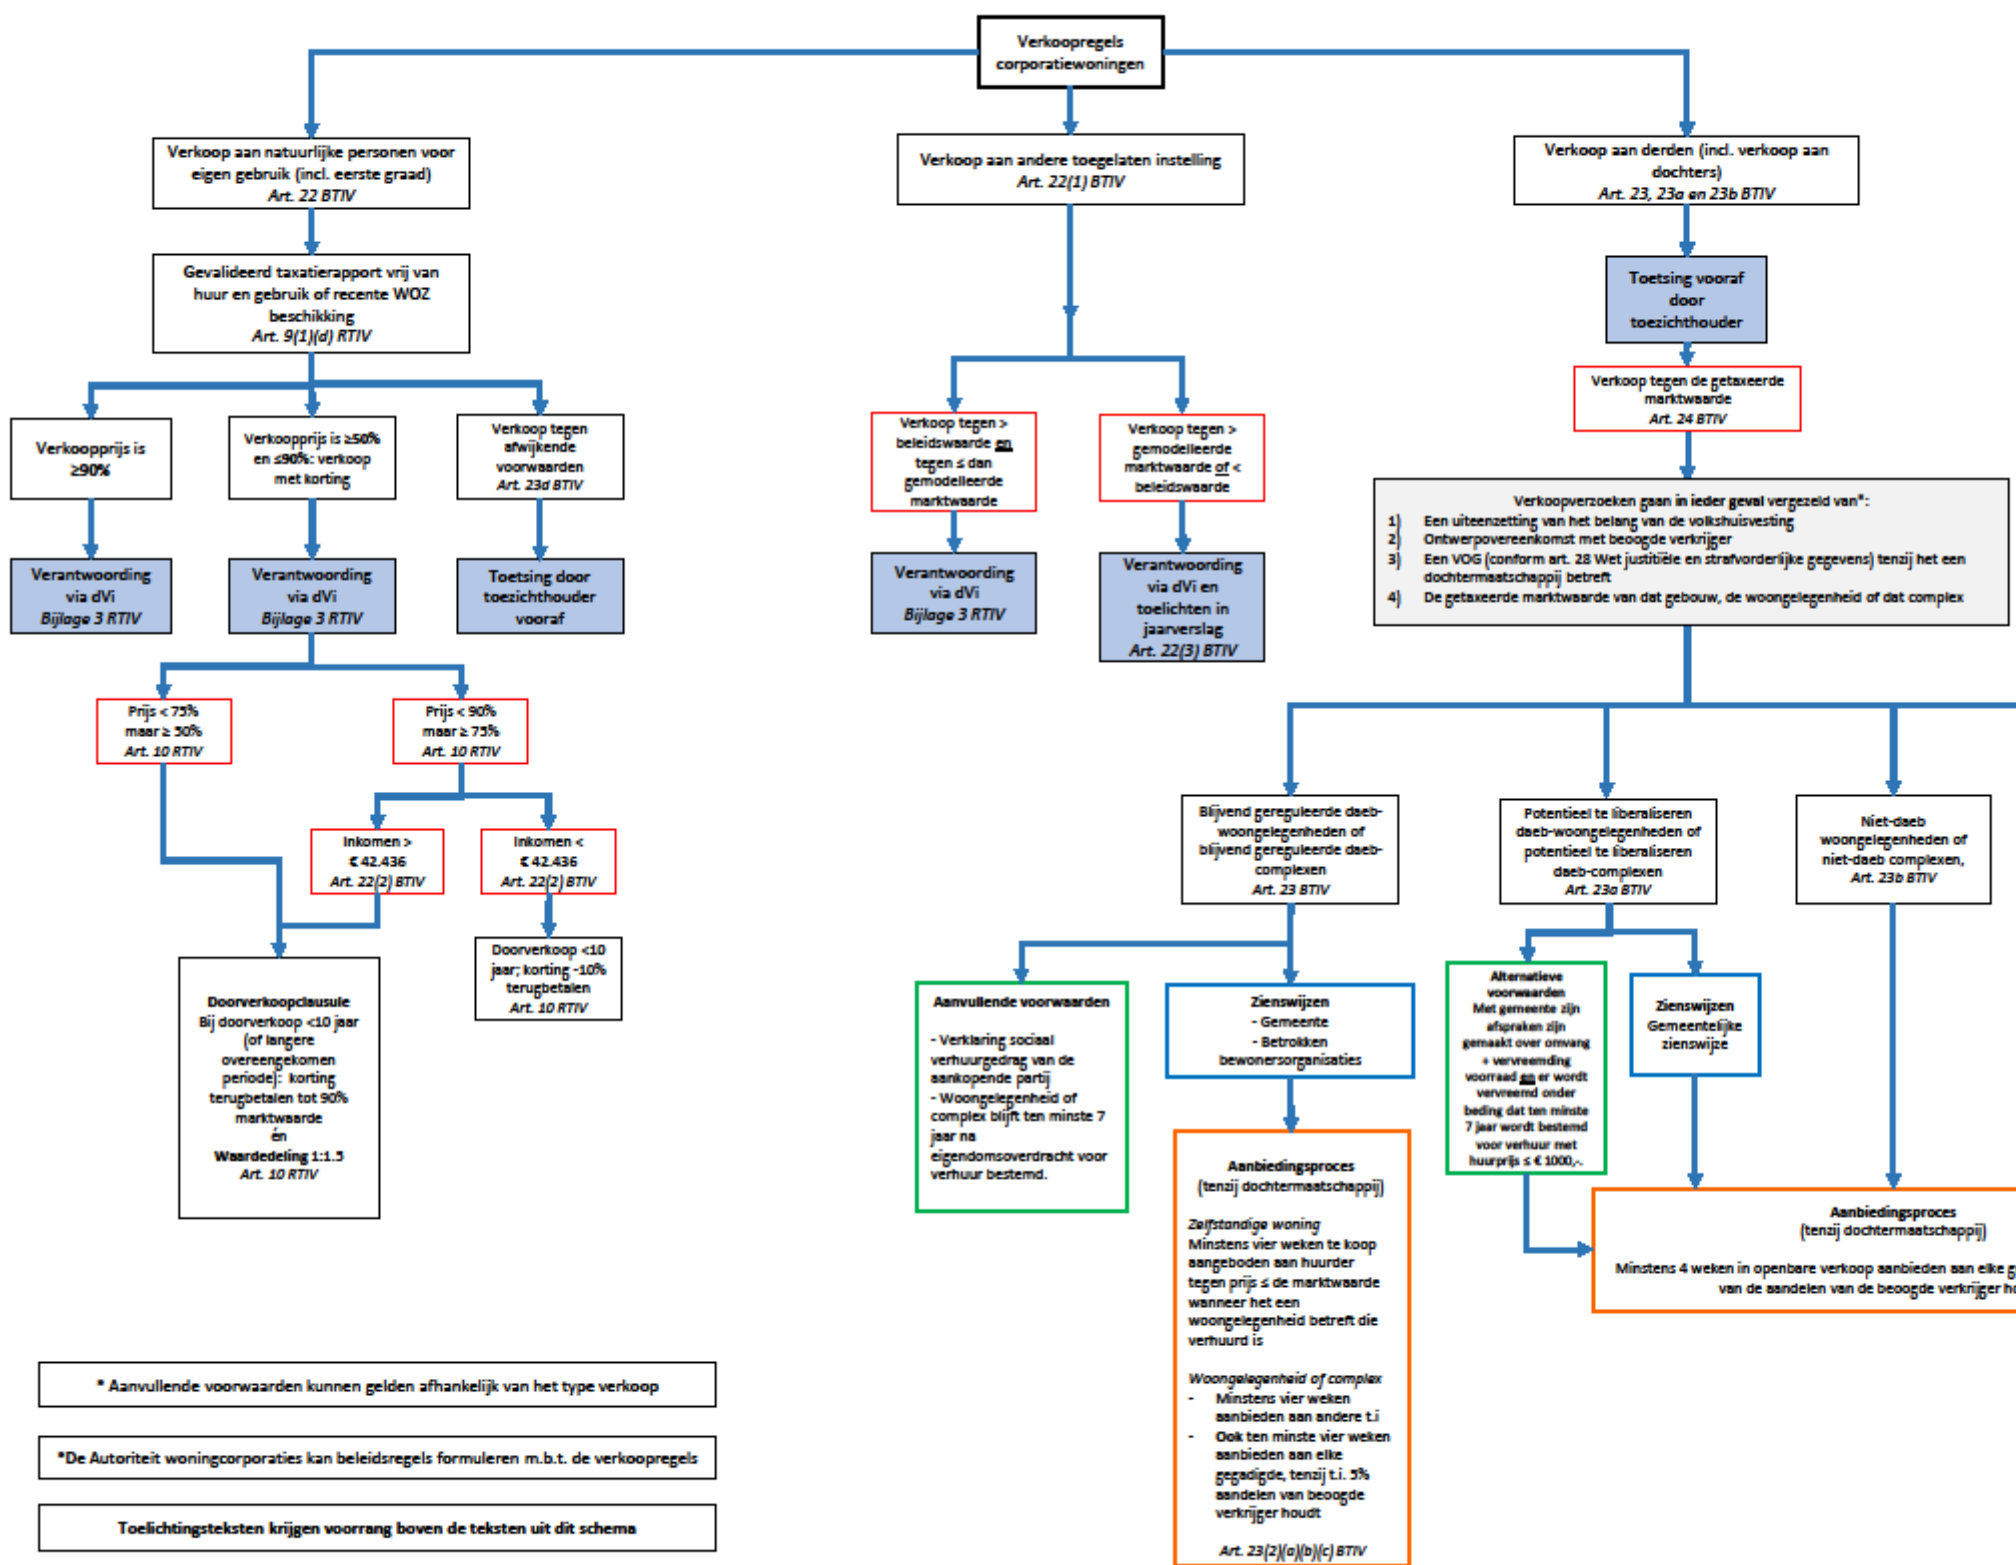 Verkoopregels
corporatiewoningen
Verkoop aan natuurlijke personen voor
eigen gebruik (incl. eerste graad)
Art. 22 BTIV
Verkoop aan andere toegelaten instelling
Art. 22(1) BTIV
Verkoop aan derden (incl. verkoop aan
dochters)
Art. 23, 23a en 23b BTIV
Gevalideerd taxatierapport vrij van
huur en gebruik of recente WOZ
beschikking
Art. 9(1)(d) RTIV
Toetsing vooraf
door
toezichthouder
Verkoop tegen de getaxeerde
marktwaarde
Art. 24 BTIV
Verkoopprijs is
≥90%
Verkoopprijs is ≥50%
en ≤90%: verkoop
met korting
Verkoop tegen
afwijkende
voorwaarden
Art. 23d BTIV
Verkoop tegen >
beleidswaarde en
tegen ≤ dan
gemodelleerde
marktwaarde
Verkoop tegen >
gemodelleerde
marktwaarde of <
beleidswaarde
Verkoopverzoeken gaan in ieder geval vergezeld van*:
1) Een uiteenzetting van het belang van de volkshuisvesting
2) Ontwerpovereenkomst met beoogde verkrijger
3) Een VOG (conform art. 28 Wet justitiële en strafvorderlijke gegevens) tenzij het een
dochtermaatschappij betreft
4) De getaxeerde marktwaarde van dat gebouw, de woongelegenheid of dat complex
Verantwoording
via dVi
Bijlage 3 RTIV
Verantwoording
via dVi
Bijlage 3 RTIV
Toetsing door
toezichthouder
vooraf
Verantwoording
via dVi
Bijlage 3 RTIV
Verantwoording
via dVi en
toelichten in
jaarverslag
Art. 22(3) BTIV
Prijs < 75%
maar ≥ 50%
Art. 10 RTIV
Prijs < 90%
maar ≥ 75%
Art. 10 RTIV
Inkomen >
€ 42.436
Art. 22(2) BTIV
Inkomen <
€ 42.436
Art. 22(2) BTIV
Doorverkoop <10
jaar; korting -10%
terugbetalen
Art. 10 RTIV
Doorverkoopclausule
Bij doorverkoop <10 jaar
(of langere
overeengekomen
periode): korting
terugbetalen tot 90%
marktwaarde
én
Waardedeling 1:1.5
Art. 10 RTIV
Blijvend gereguleerde daeb-
woongelegenheden of
blijvend gereguleerde daeb-
complexen
Art. 23 BTIV
Potentieel te liberaliseren
daeb-woongelegenheden of
potentieel te liberaliseren
daeb-complexen
Art. 23a BTIV
Niet-daeb
woongelegenheden of
niet-daeb complexen,
Art. 23b BTIV
Aanvullende voorwaarden
- Verklaring sociaal
verhuurgedrag van de
aankopende partij
- Woongelegenheid of
complex blijft ten minste 7
jaar na
eigendomsoverdracht voor
verhuur bestemd.
Zienswijzen
- Gemeente
- Betrokken
bewonersorganisaties
Alternatieve
voorwaarden
Met gemeente zijn
afspraken zijn
gemaakt over omvang
+ vervreemding
voorraad en er wordt
vervreemd onder
beding dat ten minste
7 jaar wordt bestemd
voor verhuur met
huurprijs ≤ € 1000,-.
Zienswijzen
Gemeentelijke
zienswijze
Aanbiedingsproces
(tenzij dochtermaatschappij)
Zelfstandige woning
Minstens vier weken te koop
aangeboden aan huurder
tegen prijs ≤ de marktwaarde
wanneer het een
woongelegenheid betreft die
verhuurd is
Woongelegenheid of complex
- Minstens vier weken
aanbieden aan andere t.i
- Ook ten minste vier weken
aanbieden aan elke
gegadigde, tenzij t.i. 5%
aandelen van beoogde
verkrijger houdt
Art. 23(2)(a)(b)(c) BTIV
Aanbiedingsproces
(tenzij dochtermaatschappij)
Minstens 4 weken in openbare verkoop aanbieden aan elke g
van de aandelen van de beoogde verkrijger ho
* Aanvullende voorwaarden kunnen gelden afhankelijk van het type verkoop
*De Autoriteit woningcorporaties kan beleidsregels formuleren m.b.t. de verkoopregels
Toelichtingsteksten krijgen voorrang boven de teksten uit dit schema